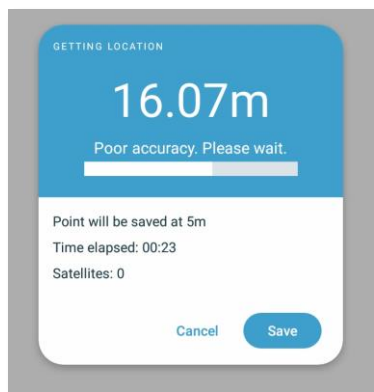 GETTING LOCATION
16.07m
Poor accuracy. Please wait.
Point will be saved at 5m
Time elapsed: 00:23
Satellites: 0
Cancel Save